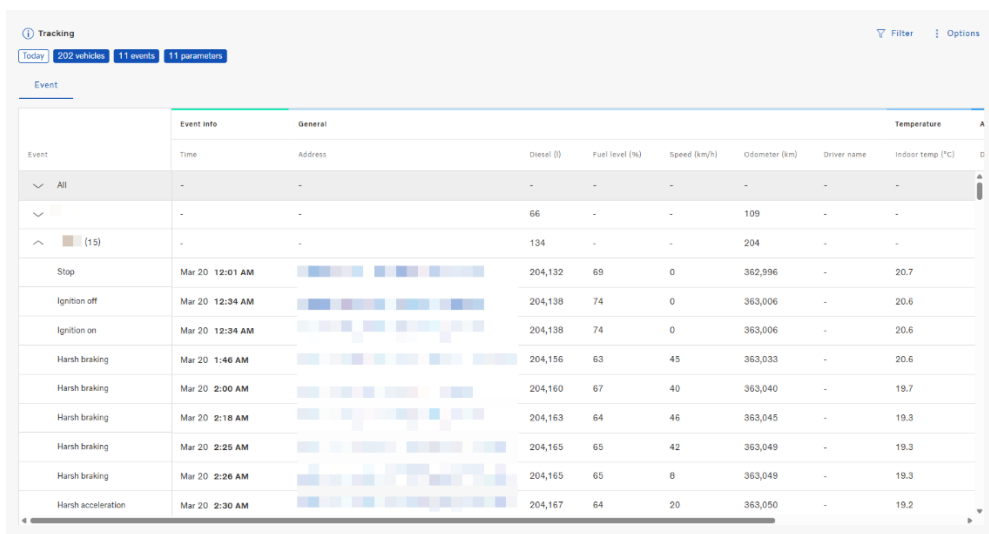 Tracking
Filter Options
Today 202 vehicles 11 events 11 parameters
Event
Event info General Temperature A
Event Time Address Diesel (l) Fuel level (%) Speed (km/h) Odometer (km) Driver name Indoor temp (°C) D
All - - - - - - - -
- - 66 - - 109 - -
(15) - - 134 - - 204 - -
Stop Mar 20 12:01 AM 204,132 69 0 362,996 - 20.7
Ignition off Mar 20 12:34 AM 204,138 74 0 363,006 - 20.6
Ignition on Mar 20 12:34 AM 204,138 74 0 363,006 - 20.6
Harsh braking Mar 20 1:46 AM 204,156 63 45 363,033 - 20.6
Harsh braking Mar 20 2:00 AM 204,160 67 40 363,040 - 19.7
Harsh braking Mar 20 2:18 AM 204,163 64 46 363,045 - 19.3
Harsh braking Mar 20 2:25 AM 204,165 65 42 363,049 - 19.3
Harsh braking Mar 20 2:26 AM 204,165 65 8 363,049 - 19.3
Harsh acceleration Mar 20 2:30 AM 204,167 64 20 363,050 - 19.2